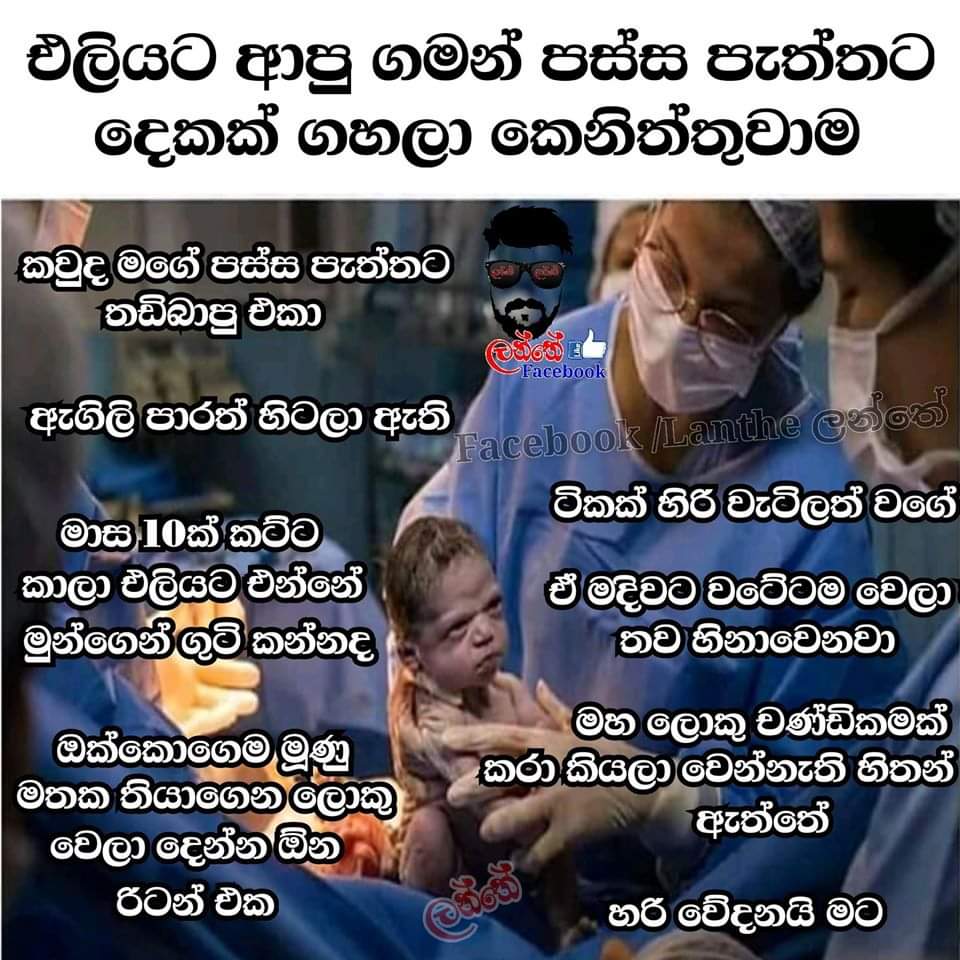 එලියට ආපු ගමන් පස්ස පැත්තට
දෙකක් ගහලා කෙනිත්තුවාම
කවුද මගේ පස්ස පැත්තට
තඩිබාපු එකා
ඇගිලි පාරත් හිටලා ඇති
මාස 10ක් කට්ට
කාලා එලියට එන්නේ
මුන්ගෙන් ගුටි කන්නද
ඔක්කොගෙම මූණු
මතක තියාගෙන ලොකු
වෙලා දෙන්න ඕන
රිටන් එක
ලන්තේ
Facebook
Facebook /Lanthe ලන්තේ
ටිකක් හිරි වැටිලත් වගේ
ඒ මදිවට වටේටම වෙලා
තව හිනාවෙනවා
මහ ලොකු චණ්ඩිකමක්
කරා කියලා වෙන්නැති හිතන්
ඇත්තේ
හරි වේදනයි මට
ලන්තේ